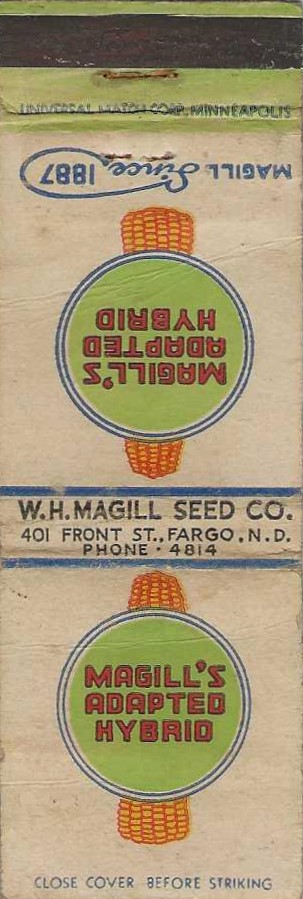 UNIVERSAL MATCH CORP., MINNEAPOLIS
MAGILL Since 1887
MAGILL'S
ADAPTED
HYBRID
W.H. MAGILL SEED CO.
401 FRONT ST., FARGO, N.D.
PHONE · 4814
MAGILL'S
ADAPTED
HYBRID
CLOSE COVER BEFORE STRIKING